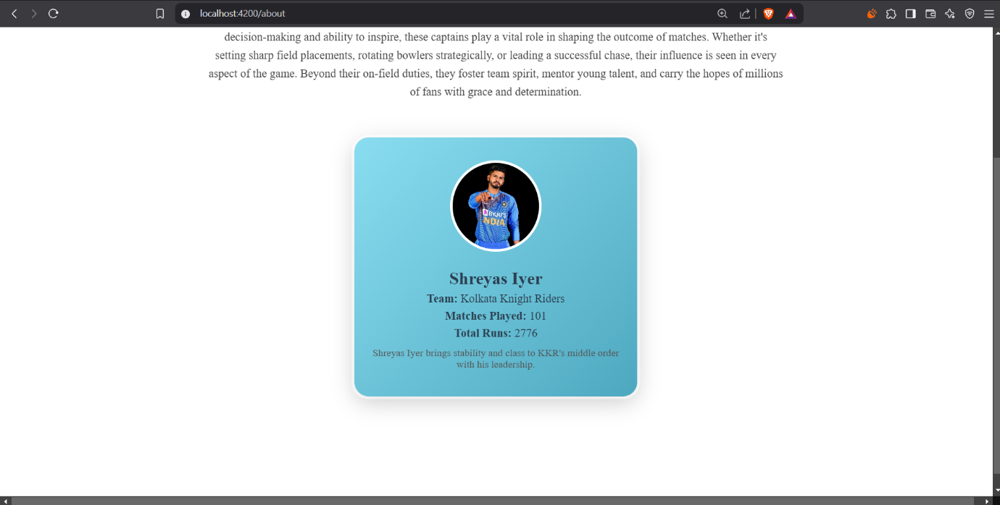 localhost:4200/about
decision-making and ability to inspire, these captains play a vital role in shaping the outcome of matches. Whether it's
setting sharp field placements, rotating bowlers strategically, or leading a successful chase, their influence is seen in every
aspect of the game. Beyond their on-field duties, they foster team spirit, mentor young talent, and carry the hopes of millions
of fans with grace and determination.
BYJU'S
INDIA
Shreyas Iyer
Team: Kolkata Knight Riders
Matches Played: 101
Total Runs: 2776
Shreyas Iyer brings stability and class to KKR's middle order
with his leadership.